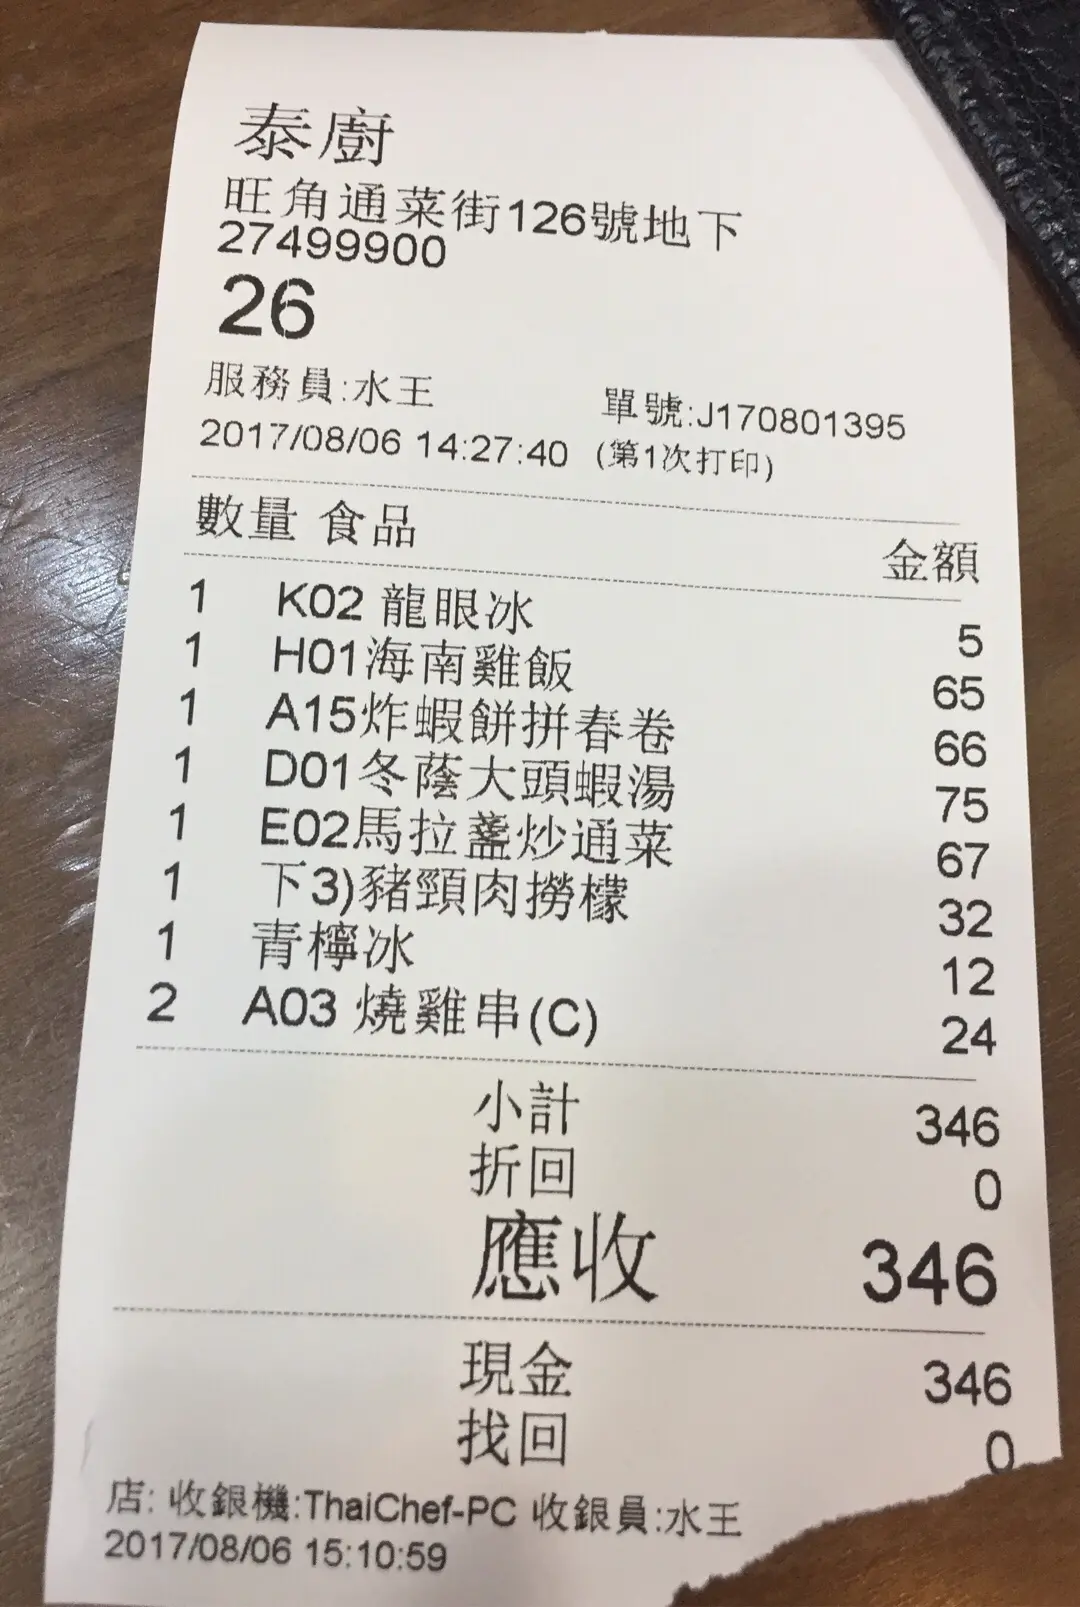 泰廚
旺角通菜街126號地下
27499900
26
服務員:水王 單號:J170801395
2017/08/06 14:27:40 (第1次打印)
數量 食品 金額
1 K02 龍眼冰 5
1 H01海南雞飯 65
1 A15炸蝦餅拼春卷 66
1 D01冬蔭大頭蝦湯 75
1 E02馬拉盞炒通菜 67
1 下3)豬頸肉撈檬 32
1 青檸冰 12
2 A03 燒雞串(C) 24
小計 346
折回 0
應收 346
現金 346
找回 0
店: 收銀機:ThaiChef-PC 收銀員:水王
2017/08/06 15:10:59